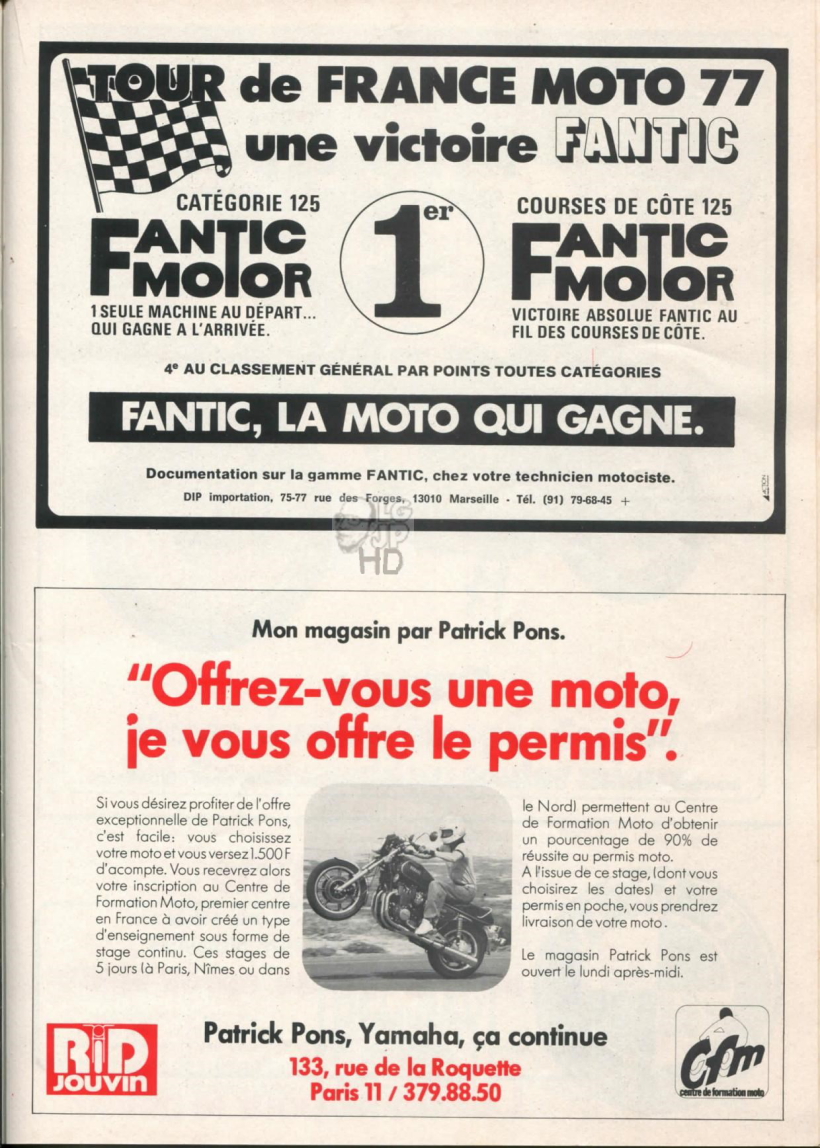 TOUR de FRANCE MOTO 77
une victoire FANTIC
CATÉGORIE 125
FANTIC
MOTOR
1 SEULE MACHINE AU DÉPART...
QUI GAGNE A L'ARRIVÉE.
1er
COURSES DE CÔTE 125
FANTIC
MOTOR
VICTOIRE ABSOLUE FANTIC AU
FIL DES COURSES DE CÔTE.
4e AU CLASSEMENT GÉNÉRAL PAR POINTS TOUTES CATÉGORIES
FANTIC, LA MOTO QUI GAGNE.
Documentation sur la gamme FANTIC, chez votre technicien motociste.
DIP importation, 75-77 rue des Forges, 13010 Marseille - Tél. (91) 79-68-45 +
LG
JP
HD
Mon magasin par Patrick Pons.
"Offrez-vous une moto,
je vous offre le permis".
Si vous désirez profiter de l'offre
exceptionnelle de Patrick Pons,
c'est facile: vous choisissez
votre moto et vous versez 1.500 F
d'acompte. Vous recevrez alors
votre inscription au Centre de
Formation Moto, premier centre
en France à avoir créé un type
d'enseignement sous forme de
stage continu. Ces stages de
5 jours (à Paris, Nîmes ou dans
le Nord) permettent au Centre
de Formation Moto d'obtenir
un pourcentage de 90% de
réussite au permis moto.
A l'issue de ce stage, (dont vous
choisirez les dates) et votre
permis en poche, vous prendrez
livraison de votre moto.
Le magasin Patrick Pons est
ouvert le lundi après-midi.
RID
JOUVIN
Patrick Pons, Yamaha, ça continue
133, rue de la Roquette
Paris 11 / 379.88.50
cfm
centre de formation moto